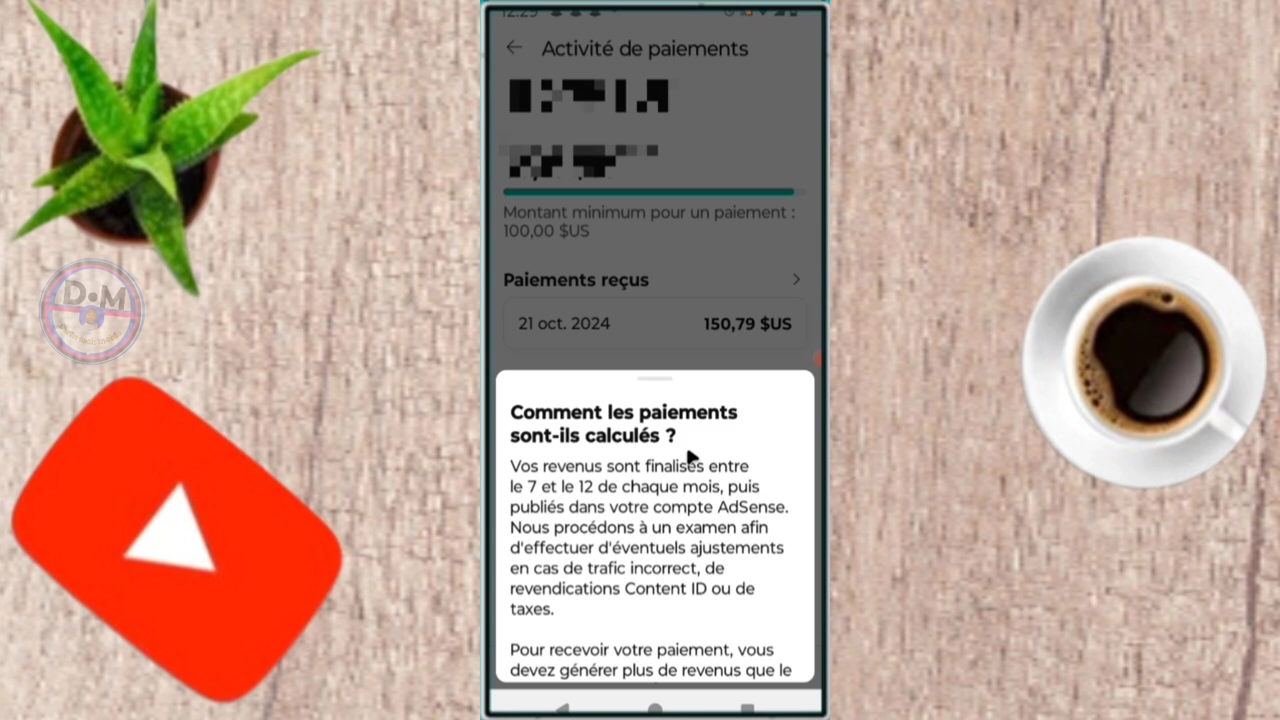 Activité de paiements
Montant minimum pour un paiement :
100,00 $US
Paiements reçus
21 oct. 2024
150,79 $US
Comment les paiements
sont-ils calculés ?
Vos revenus sont finalisés entre
le 7 et le 12 de chaque mois, puis
publiés dans votre compte AdSense.
Nous procédons à un examen afin
d'effectuer d'éventuels ajustements
en cas de trafic incorrect, de
revendications Content ID ou de
taxes.
Pour recevoir votre paiement, vous
devez générer plus de revenus que le
D•M